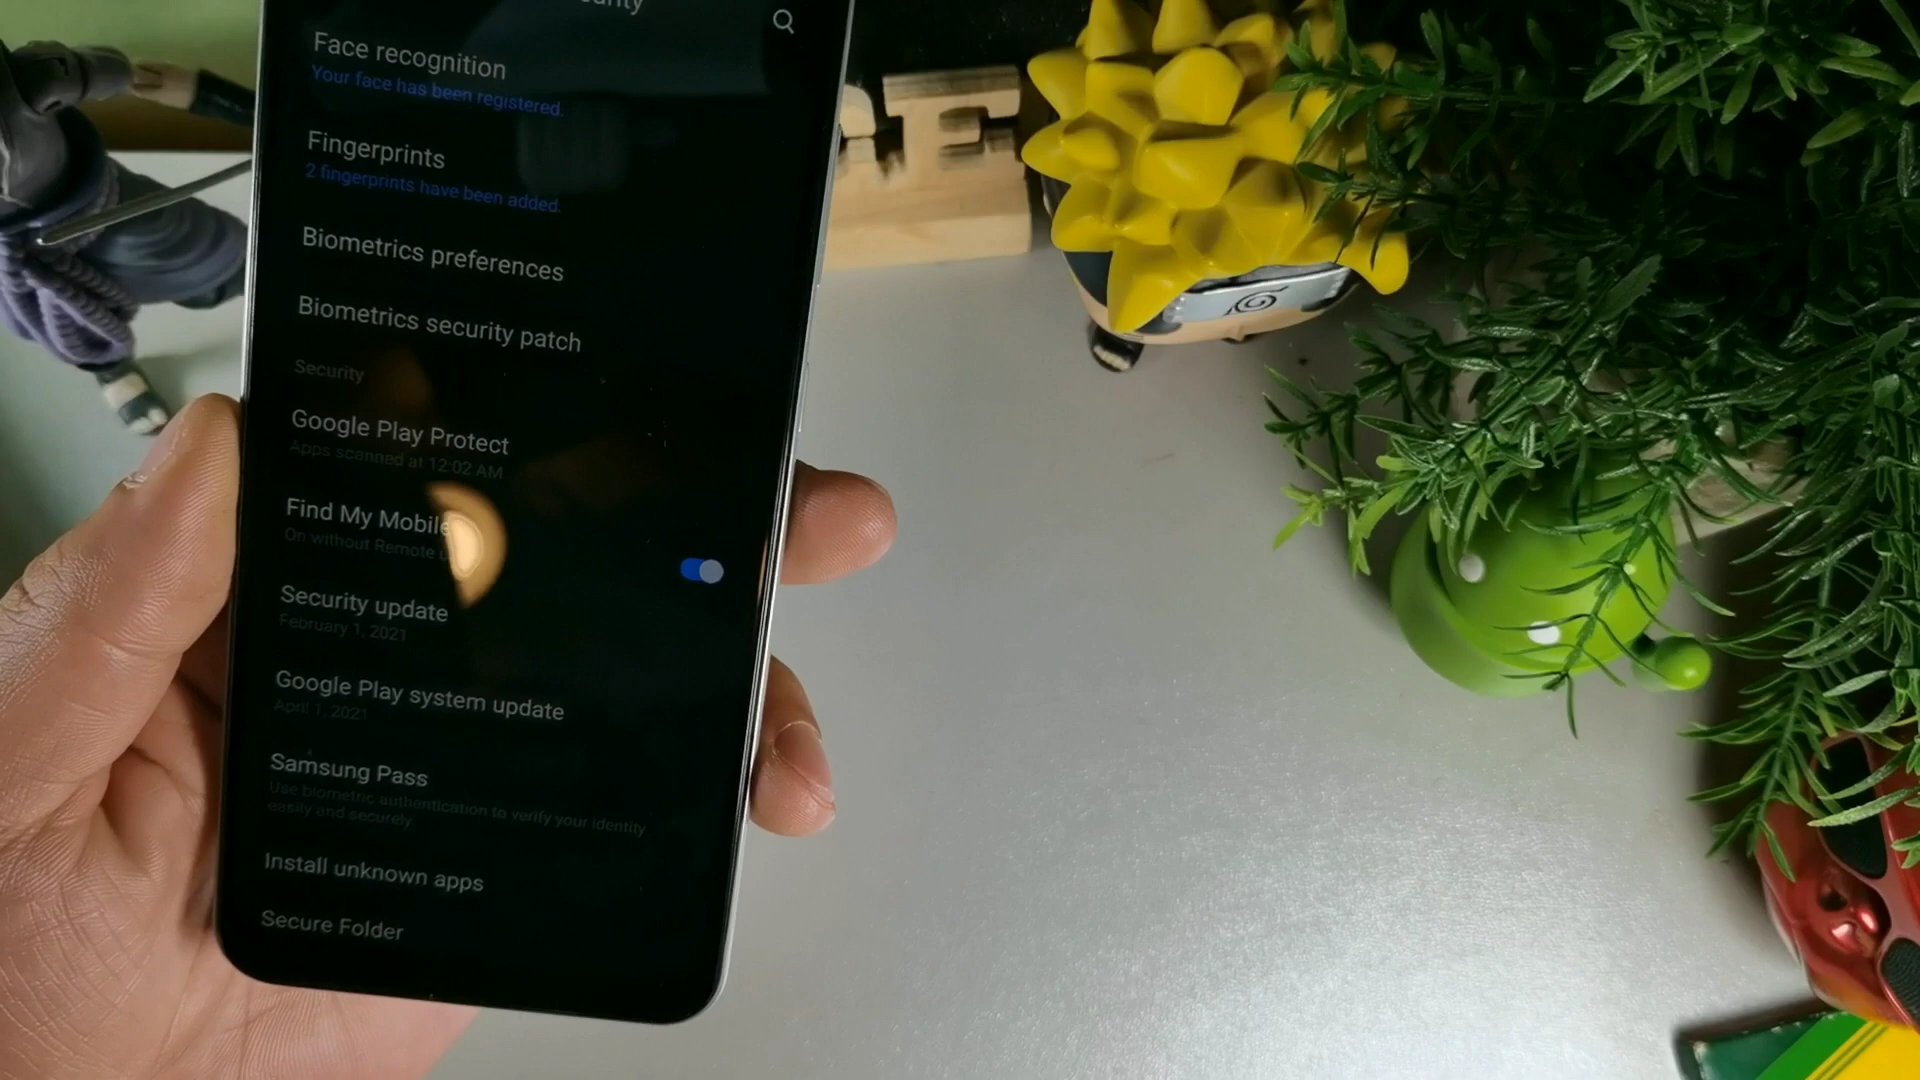 Face recognition
Your face has been registered.
Fingerprints
2 fingerprints have been added.
Biometrics preferences
Biometrics security patch
Security
Google Play Protect
Apps scanned at 12:02 AM
Find My Mobile
On without Remote
Security update
February 1, 2021
Google Play system update
April 1, 2021
Samsung Pass
Use biometric authentication to verify your identity
easily and securely
Install unknown apps
Secure Folder
E